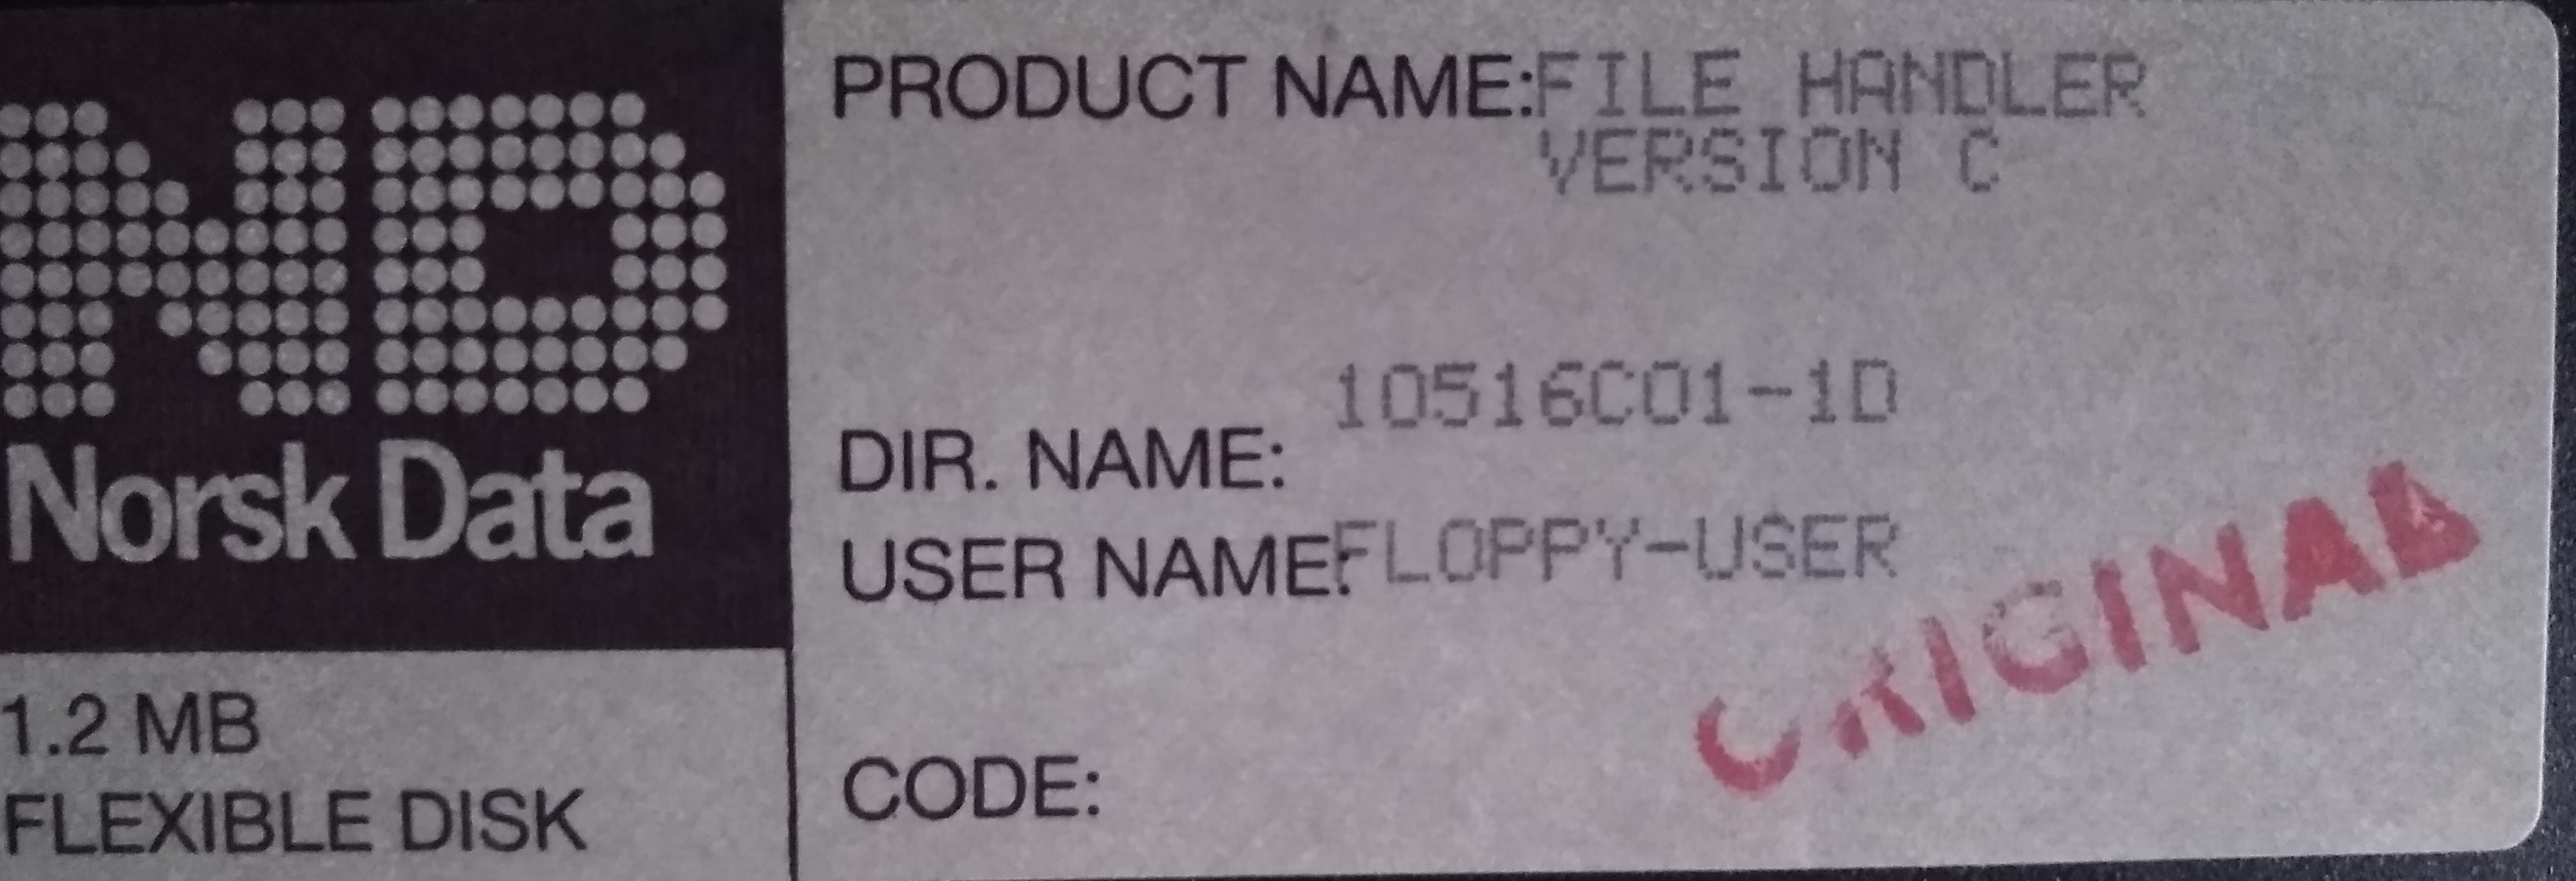 ND
Norsk Data
1.2 MB
FLEXIBLE DISK
PRODUCT NAME:FILE HANDLER
VERSION C
10516C01-1D
DIR. NAME:
USER NAME:FLOPPY-USER
CODE:
ORIGINAL